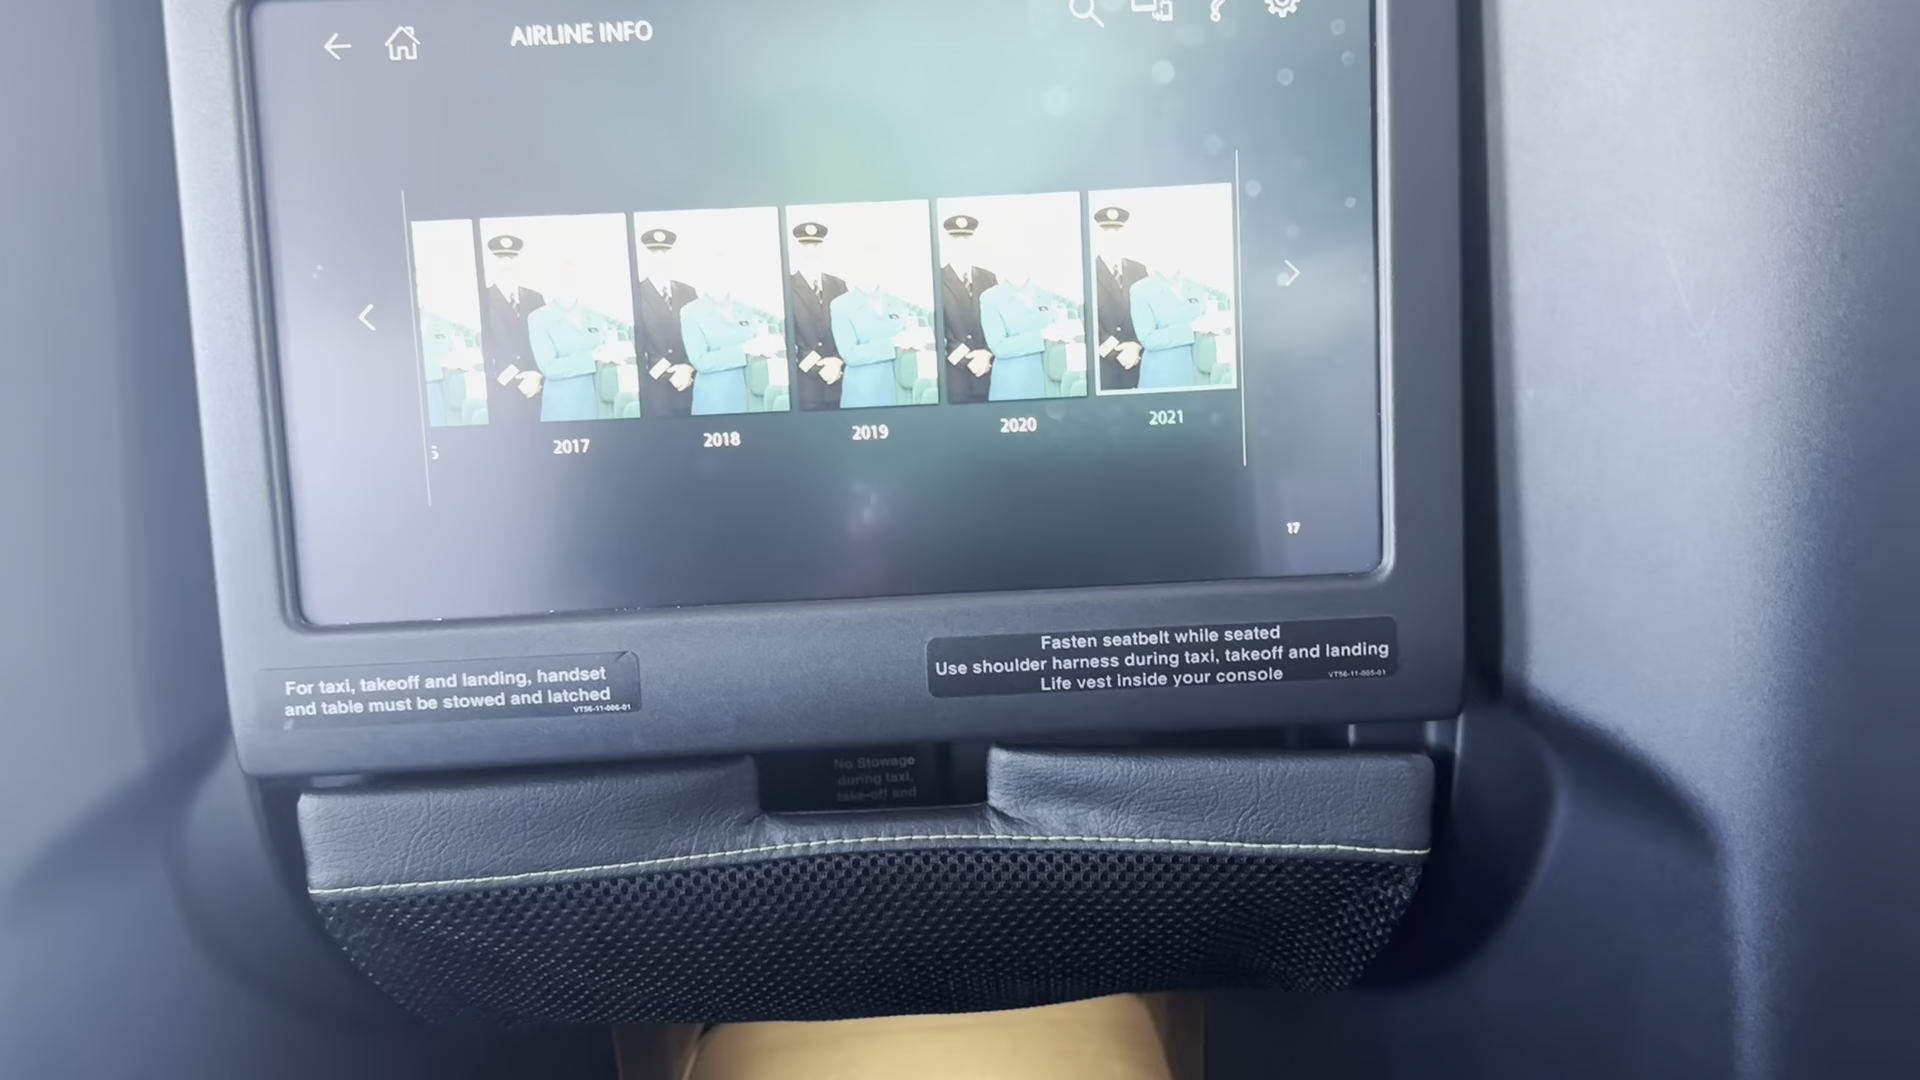 AIRLINE INFO
2017
2018
2019
2020
2021
17
For taxi, takeoff and landing, handset
and table must be stowed and latched
VT56-11-006-01
Fasten seatbelt while seated
Use shoulder harness during taxi, takeoff and landing
Life vest inside your console
VT56-11-005-01
No Stowage
during taxi,
take-off and